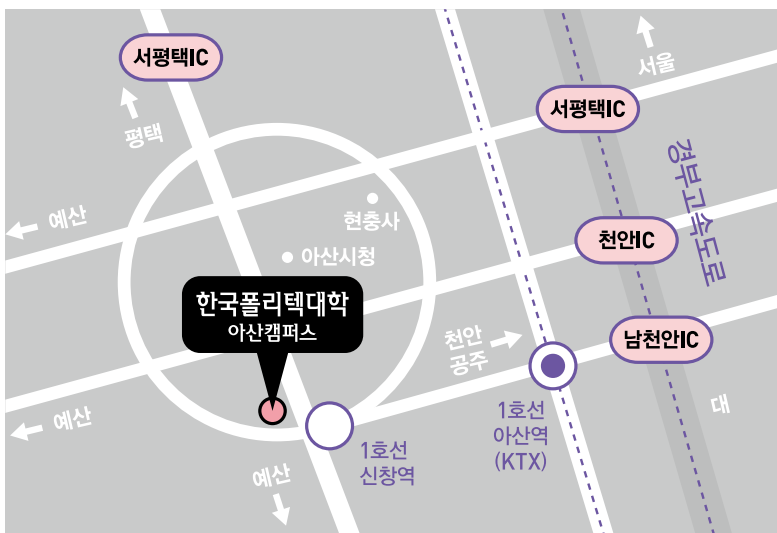 서평택IC
서울
평택
서평택IC
경부고속도로
예산
현충사
아산시청
천안IC
한국폴리텍대학
아산캠퍼스
천안
공주
남천안IC
예산
1호선
신창역
1호선
아산역
(KTX)
대
예산